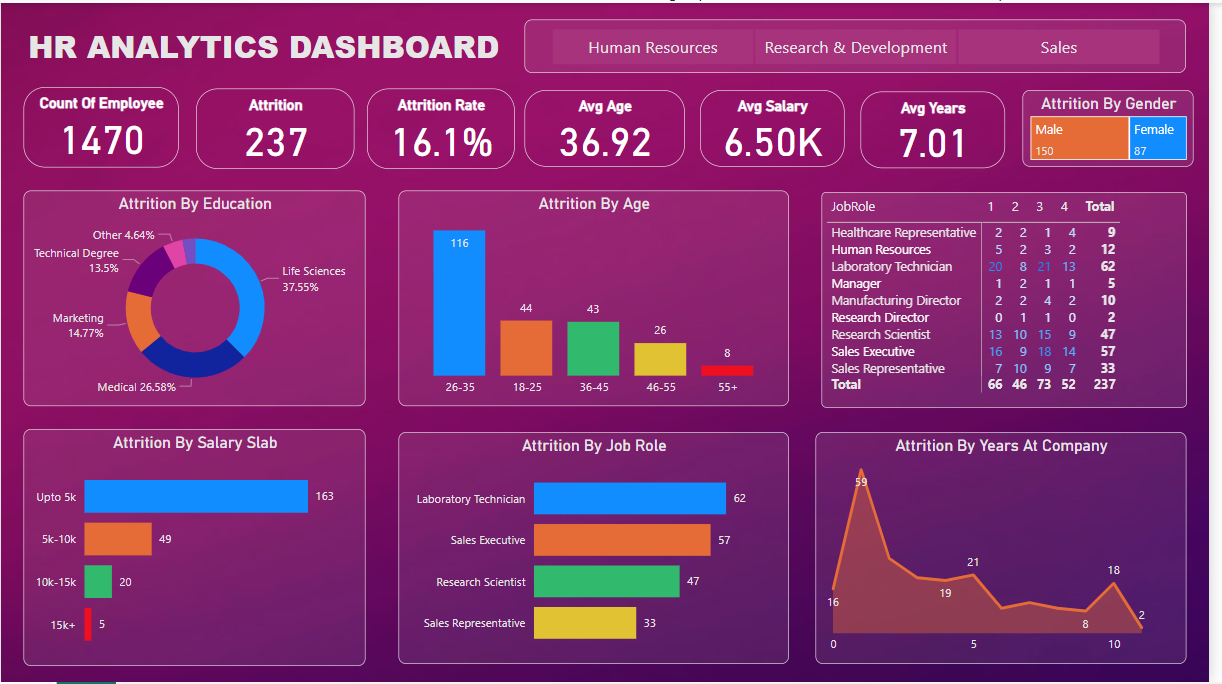 HR ANALYTICS DASHBOARD
Human Resources Research & Development Sales
Count Of Employee
1470
Attrition
237
Attrition Rate
16.1%
Avg Age
36.92
Avg Salary
6.50K
Avg Years
7.01
Attrition By Gender
Male Female
150 87
Attrition By Education
Other 4.64%
Technical Degree
13.5%
Life Sciences
37.55%
Marketing
14.77%
Medical 26.58%
Attrition By Age
116
44
43
26
8
26-35 18-25 36-45 46-55 55+
JobRole 1 2 3 4 Total
Healthcare Representative 2 2 1 4 9
Human Resources 5 2 3 2 12
Laboratory Technician 20 8 21 13 62
Manager 1 2 1 1 5
Manufacturing Director 2 2 4 2 10
Research Director 0 1 1 0 2
Research Scientist 13 10 15 9 47
Sales Executive 16 9 18 14 57
Sales Representative 7 10 9 7 33
Total 66 46 73 52 237
Attrition By Salary Slab
Upto 5k 163
5k-10k 49
10k-15k 20
15k+ 5
Attrition By Job Role
Laboratory Technician 62
Sales Executive 57
Research Scientist 47
Sales Representative 33
Attrition By Years At Company
59
21
18
16
19
8
2
0 5 10